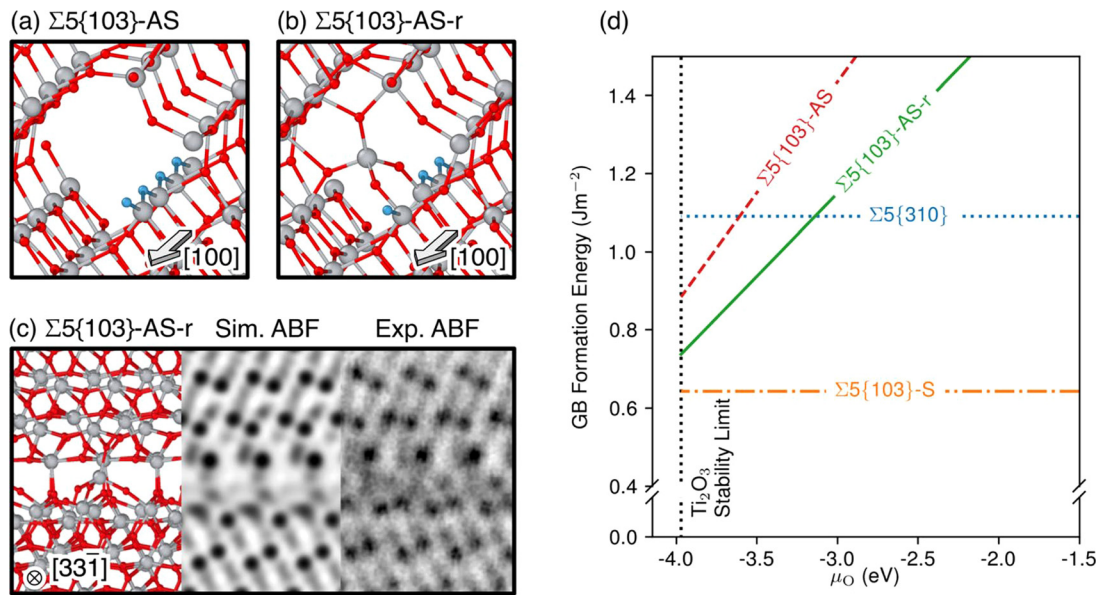 (a) Σ5{103}-AS
(b) Σ5{103}-AS-r
(d)
[100]
[100]
(c) Σ5{103}-AS-r
Sim. ABF
Exp. ABF
[331̄]
GB Formation Energy (Jm⁻²)
1.4
1.2
1.0
0.8
0.6
0.4
0.0
Σ5{103}-AS
Σ5{103}-AS-r
Σ5{310}
Σ5{103}-S
Ti₂O₃
Stability Limit
-4.0
-3.5
-3.0
-2.5
-2.0
-1.5
μ_O (eV)